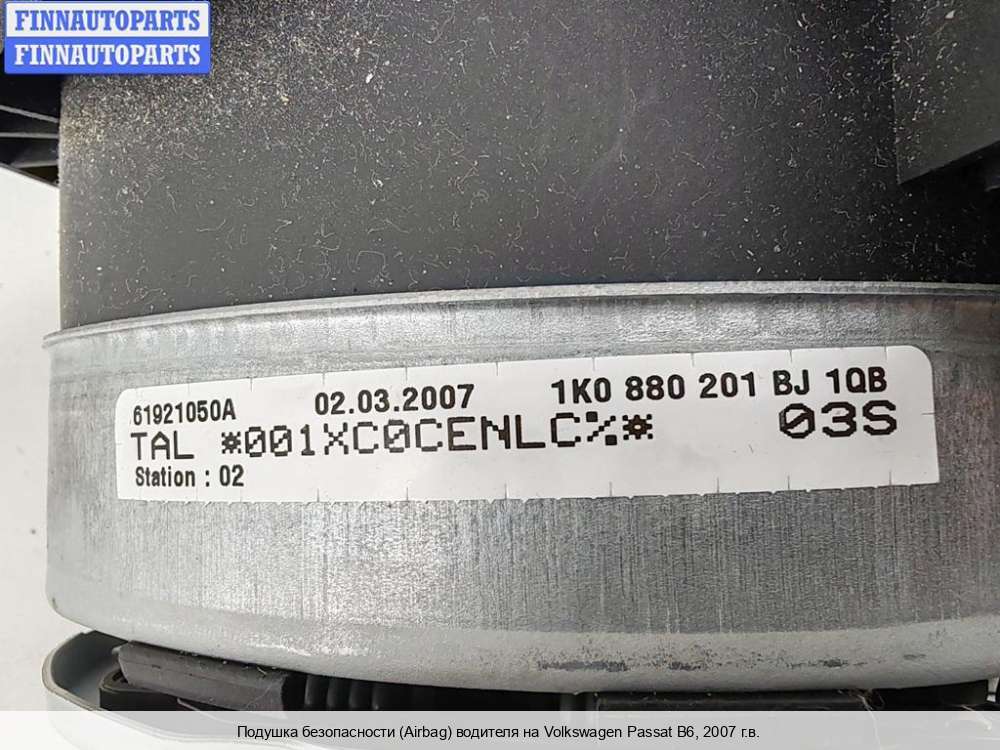 FINNAUTOPARTS
FINNAUTOPARTS
61921050A 02.03.2007 1K0 880 201 BJ 1QB
TAL *001XC0CENLC%* 03S
Station : 02
Подушка безопасности (Airbag) водителя на Volkswagen Passat B6, 2007 г.в.